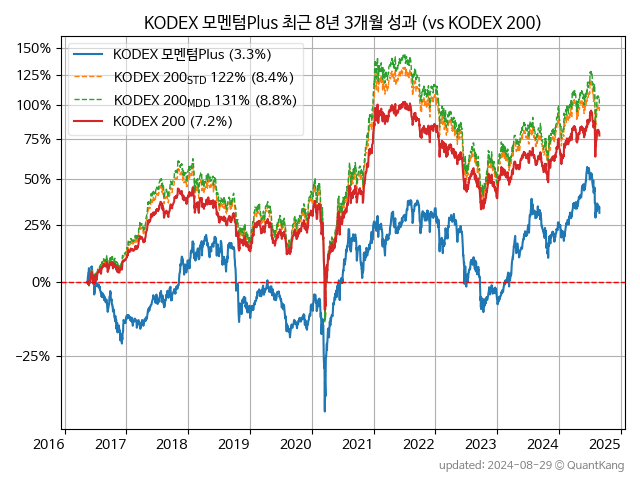 KODEX 모멘텀Plus 최근 8년 3개월 성과 (vs KODEX 200)
150%
125%
100%
75%
50%
25%
0%
−25%
KODEX 모멘텀Plus (3.3%)
KODEX 200STD 122% (8.4%)
KODEX 200MDD 131% (8.8%)
KODEX 200 (7.2%)
2016 2017 2018 2019 2020 2021 2022 2023 2024 2025
updated: 2024-08-29 © QuantKang